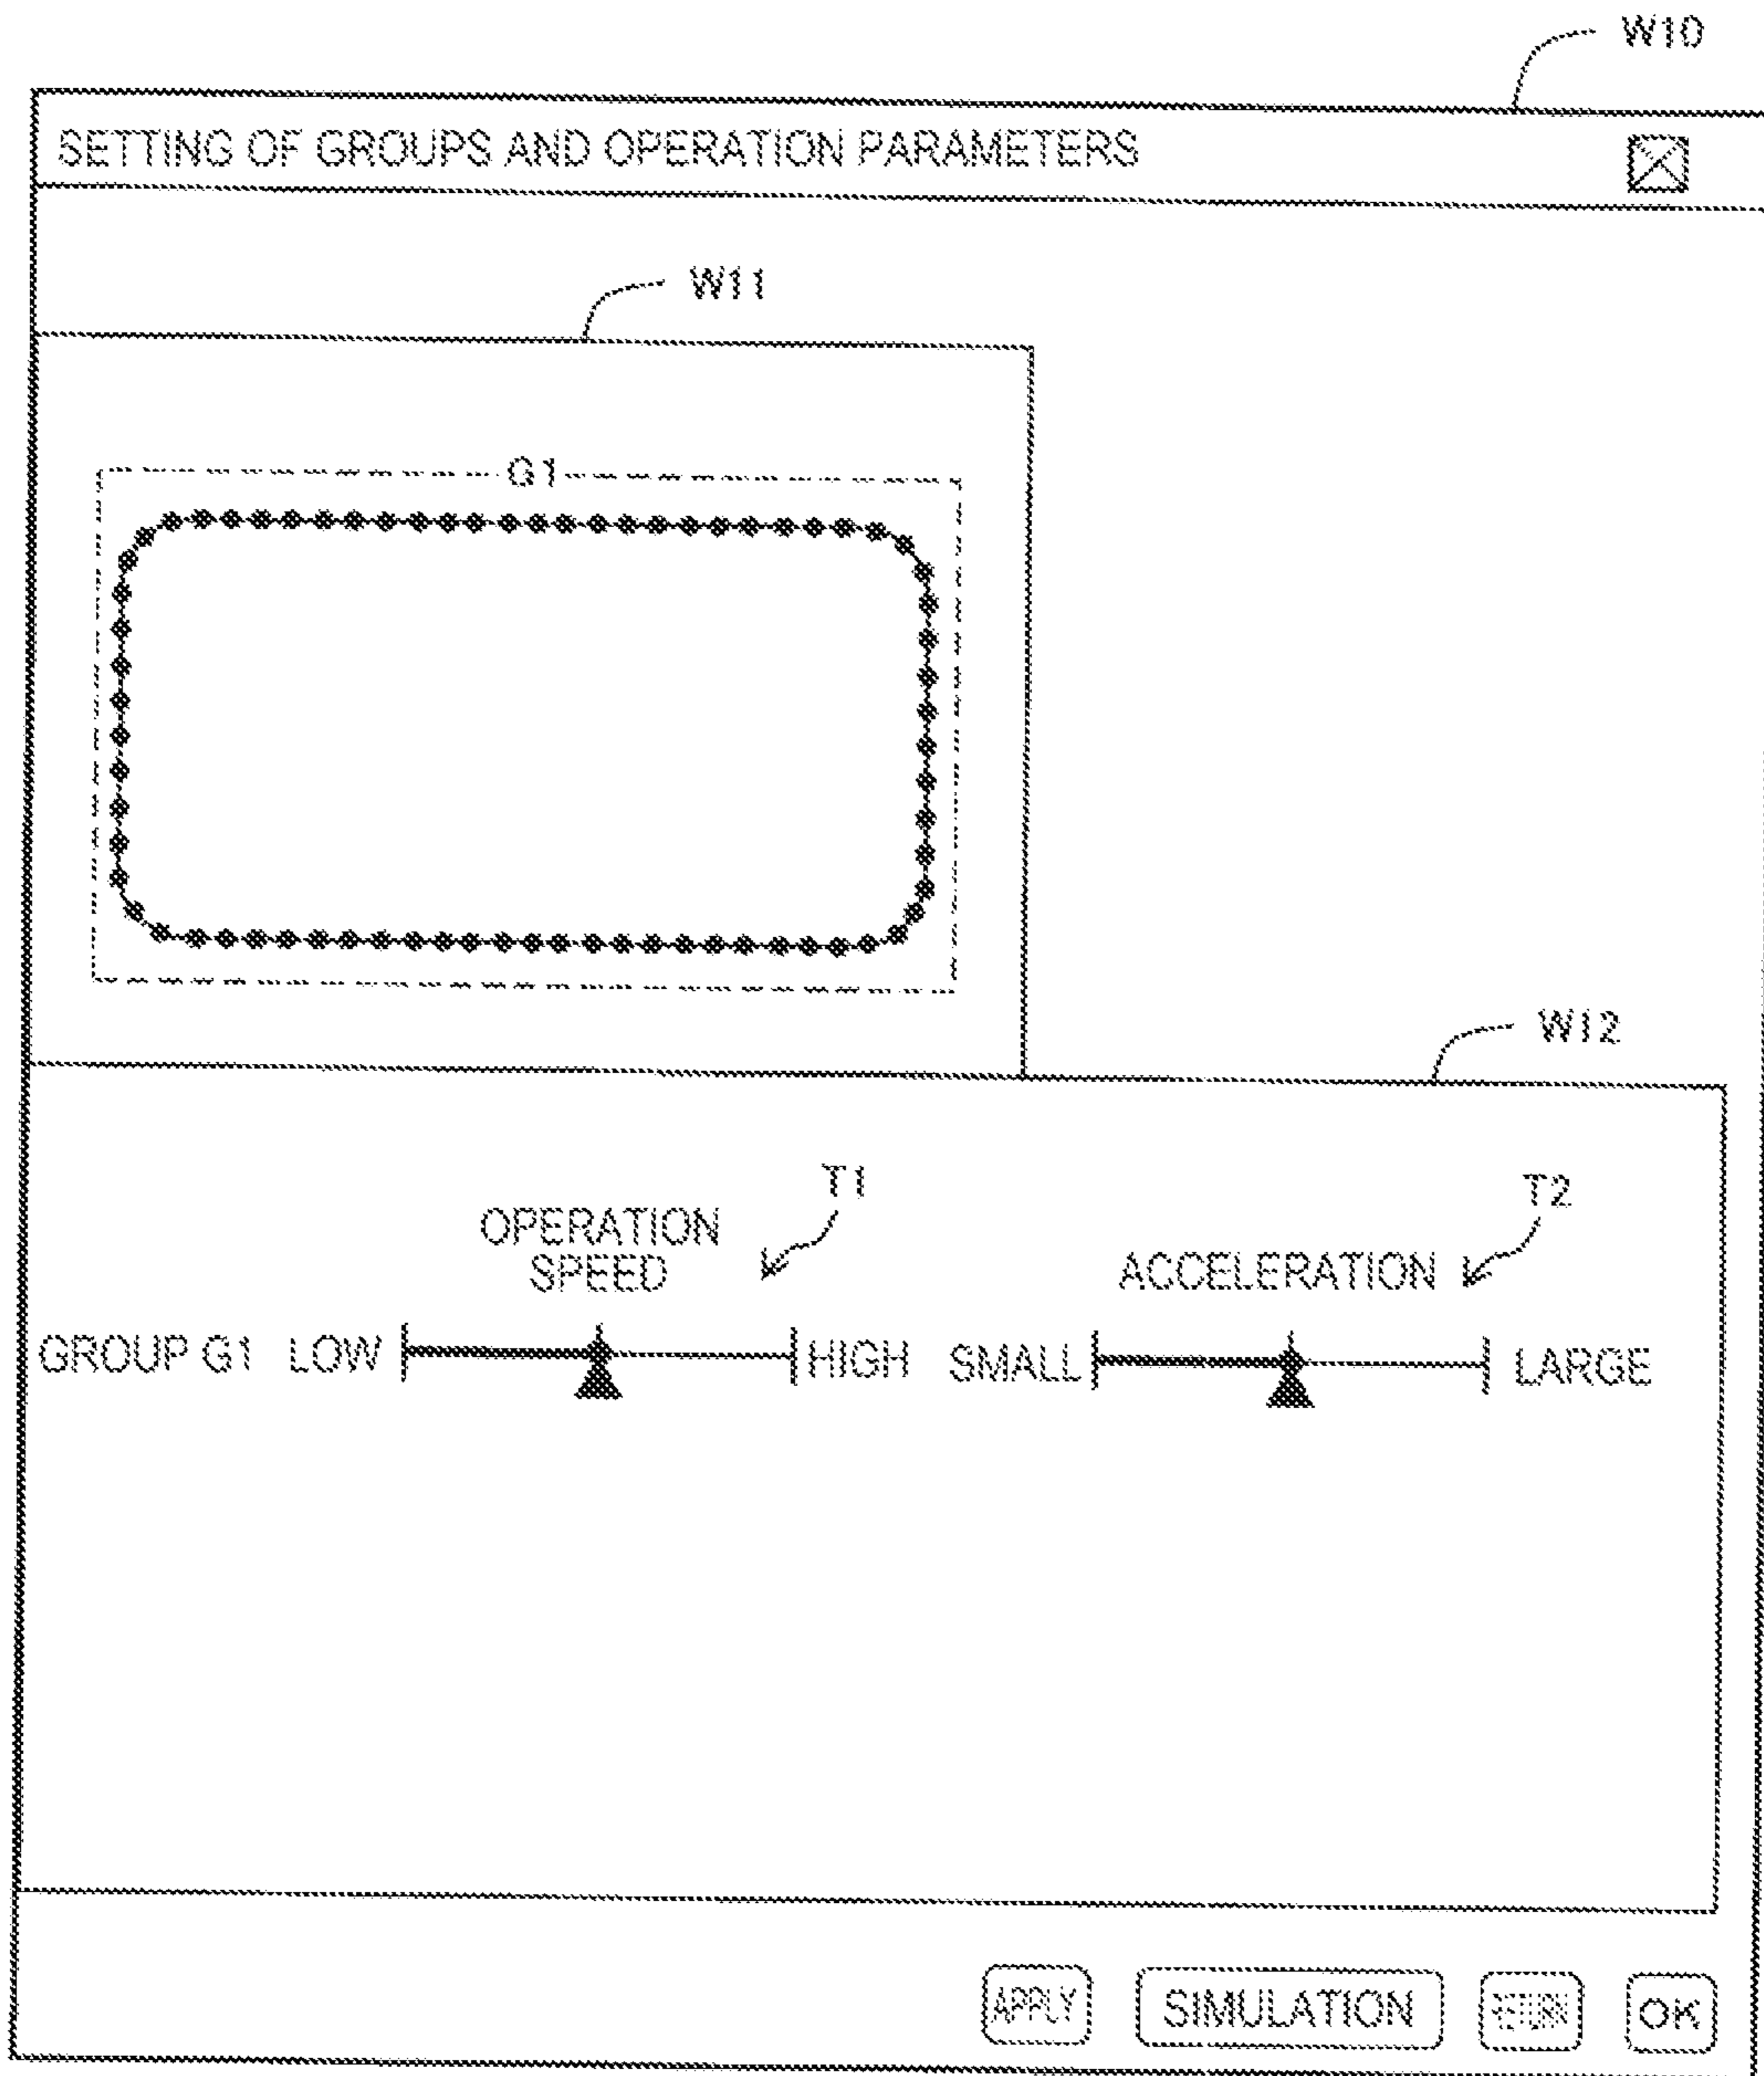 W10
SETTING OF GROUPS AND OPERATION PARAMETERS
W11
G1
W12
T1
T2
OPERATION
SPEED
ACCELERATION
GROUP G1 LOW HIGH SMALL LARGE
APPLY SIMULATION RETURN OK